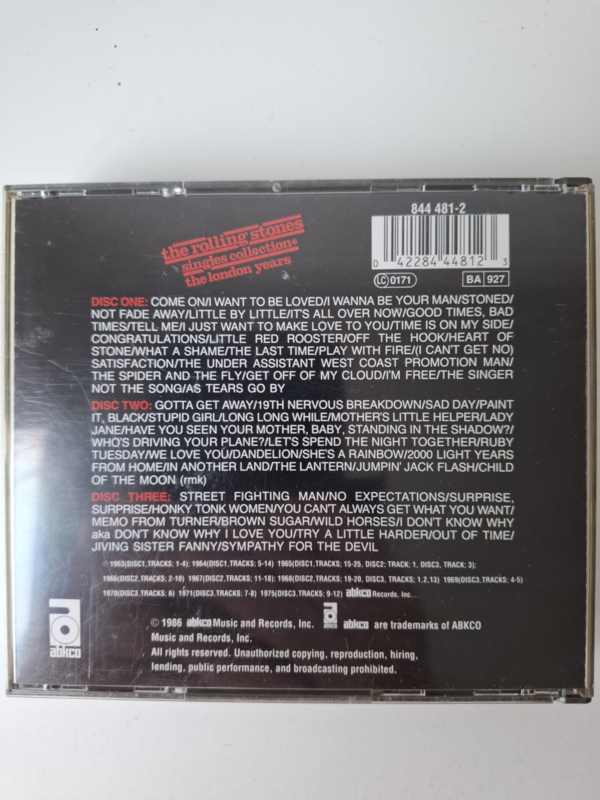 844 481-2
the rolling stones
singles collection*
the london years
0 42284 44812 3
LC 0171
BA 927
DISC ONE: COME ON/I WANT TO BE LOVED/I WANNA BE YOUR MAN/STONED/
NOT FADE AWAY/LITTLE BY LITTLE/IT'S ALL OVER NOW/GOOD TIMES, BAD
TIMES/TELL ME/I JUST WANT TO MAKE LOVE TO YOU/TIME IS ON MY SIDE/
CONGRATULATIONS/LITTLE RED ROOSTER/OFF THE HOOK/HEART OF
STONE/WHAT A SHAME/THE LAST TIME/PLAY WITH FIRE/(I CAN'T GET NO)
SATISFACTION/THE UNDER ASSISTANT WEST COAST PROMOTION MAN/
THE SPIDER AND THE FLY/GET OFF OF MY CLOUD/I'M FREE/THE SINGER
NOT THE SONG/AS TEARS GO BY
DISC TWO: GOTTA GET AWAY/19TH NERVOUS BREAKDOWN/SAD DAY/PAINT
IT, BLACK/STUPID GIRL/LONG LONG WHILE/MOTHER'S LITTLE HELPER/LADY
JANE/HAVE YOU SEEN YOUR MOTHER, BABY, STANDING IN THE SHADOW?/
WHO'S DRIVING YOUR PLANE?/LET'S SPEND THE NIGHT TOGETHER/RUBY
TUESDAY/WE LOVE YOU/DANDELION/SHE'S A RAINBOW/2000 LIGHT YEARS
FROM HOME/IN ANOTHER LAND/THE LANTERN/JUMPIN' JACK FLASH/CHILD
OF THE MOON (rmk)
DISC THREE: STREET FIGHTING MAN/NO EXPECTATIONS/SURPRISE,
SURPRISE/HONKY TONK WOMEN/YOU CAN'T ALWAYS GET WHAT YOU WANT/
MEMO FROM TURNER/BROWN SUGAR/WILD HORSES/I DON'T KNOW WHY
aka DON'T KNOW WHY I LOVE YOU/TRY A LITTLE HARDER/OUT OF TIME/
JIVING SISTER FANNY/SYMPATHY FOR THE DEVIL
1963(DISC1,TRACKS: 1-4) 1964(DISC1,TRACKS: 5-14) 1965(DISC1,TRACKS: 15-25, DISC2; TRACK; 1, DISC3, TRACK; 3);
1966(DISC2,TRACKS: 2-10) 1967(DISC2,TRACKS: 11-18) 1968(DISC2,TRACKS: 19-20, DISC3, TRACKS: 1,2,13) 1969(DISC3,TRACKS: 4-5)
1970(DISC3,TRACKS; 6) 1971(DISC3,TRACKS; 7-8) 1975(DISC3,TRACKS; 9-12) abkco Records, Inc.
abkco
© 1986 abkco Music and Records, Inc. abkco abkco are trademarks of ABKCO
Music and Records, Inc.
All rights reserved. Unauthorized copying, reproduction, hiring,
lending, public performance, and broadcasting prohibited.